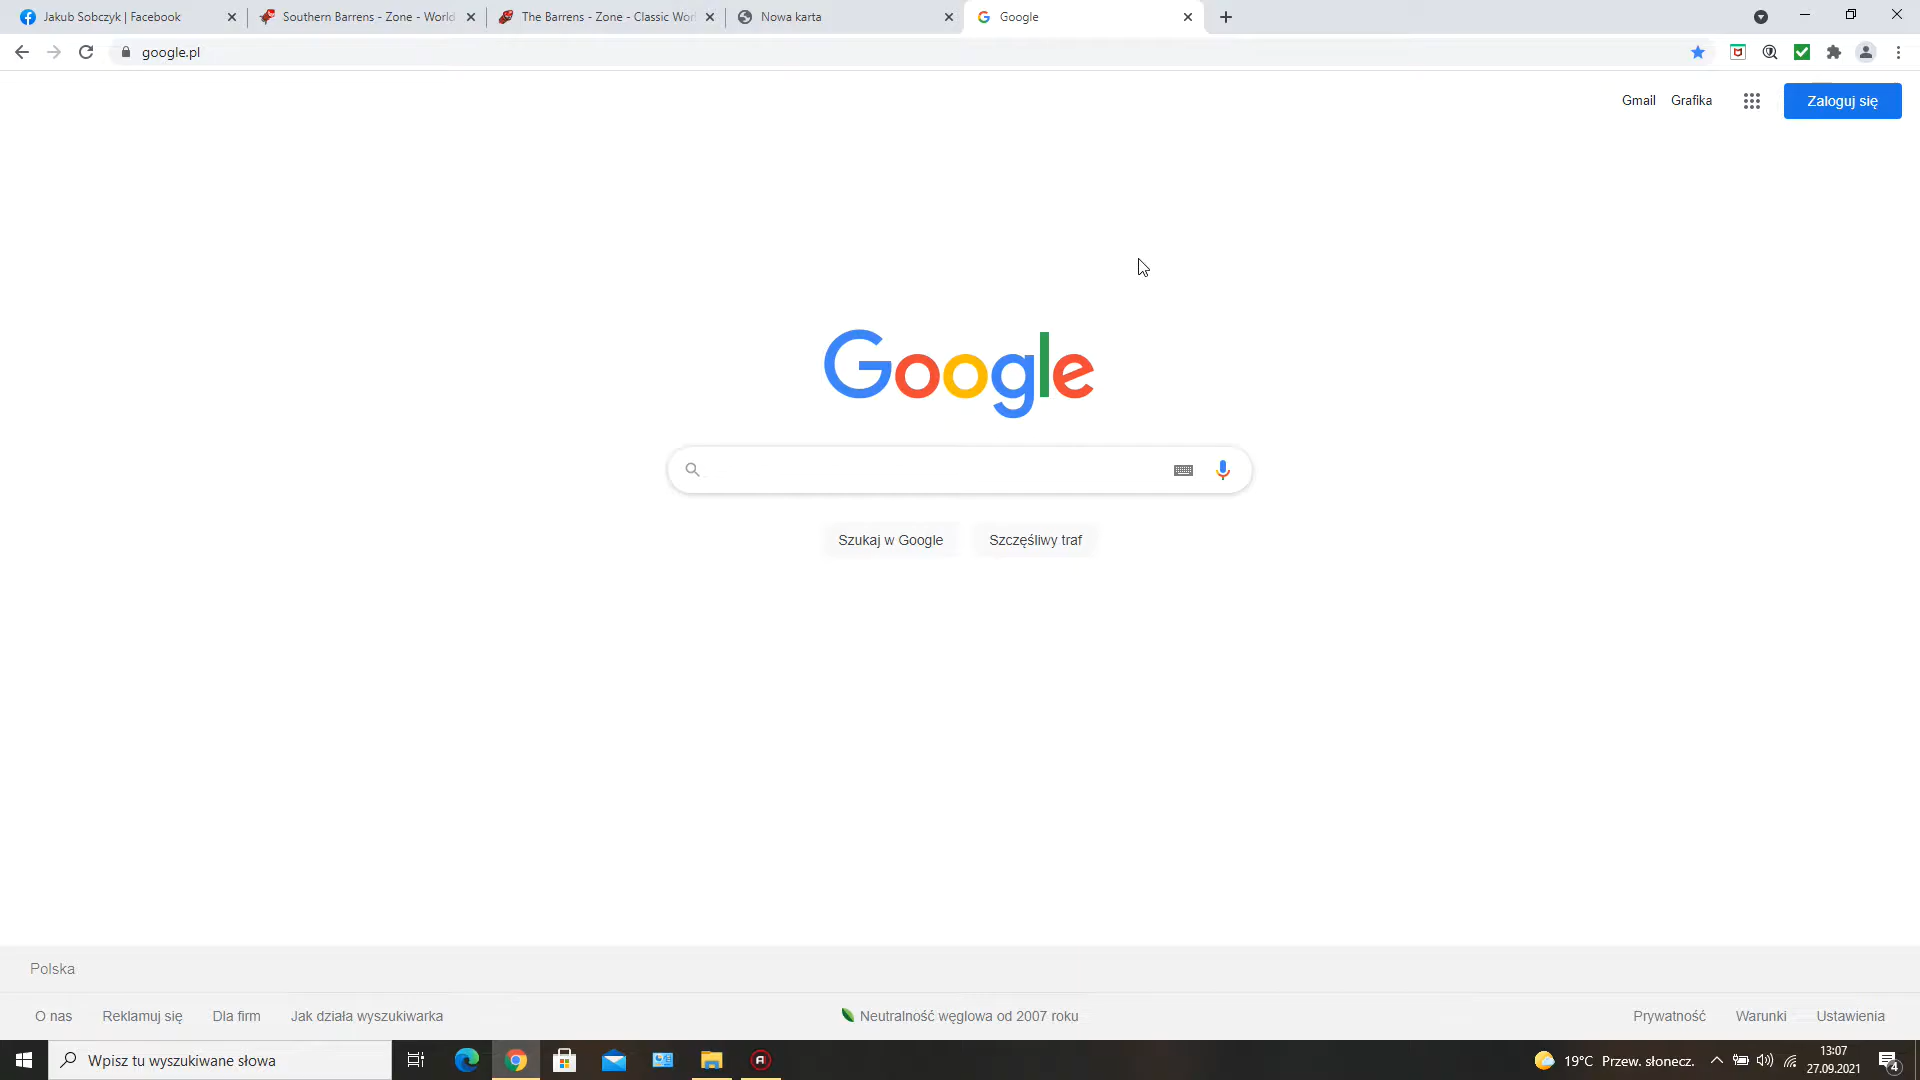 Jakub Sobczyk | Facebook
Southern Barrens - Zone - World
The Barrens - Zone - Classic Worl
Nowa karta
Google
google.pl
Gmail
Grafika
Zaloguj się
Google
Szukaj w Google
Szczęśliwy traf
Polska
O nas
Reklamuj się
Dla firm
Jak działa wyszukiwarka
Neutralność węglowa od 2007 roku
Prywatność
Warunki
Ustawienia
Wpisz tu wyszukiwane słowa
19°C Przew. słonecz.
13:07
27.09.2021
4